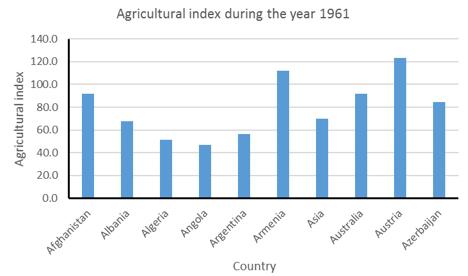 Agricultural index during the year 1961
Agricultural index
140.0
120.0
100.0
80.0
60.0
40.0
20.0
0.0
Afghanistan
Albania
Algeria
Angola
Argentina
Armenia
Asia
Australia
Austria
Azerbaijan
Country